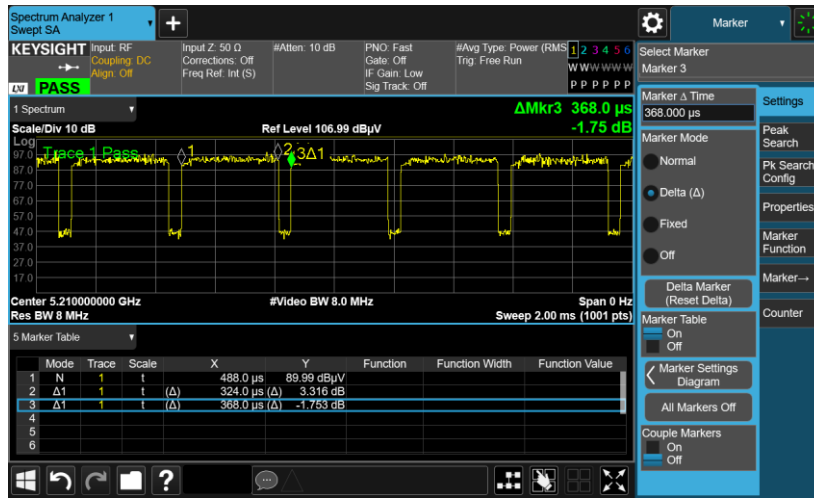 Spectrum Analyzer 1
Swept SA
+
Marker
KEYSIGHT
Input: RF
Coupling: DC
Align: Off
Input Z: 50 Ω
Corrections: Off
Freq Ref: Int (S)
#Atten: 10 dB
PNO: Fast
Gate: Off
IF Gain: Low
Sig Track: Off
#Avg Type: Power (RMS
Trig: Free Run
1 2 3 4 5 6
W W W W W W
P P P P P P
LXI PASS
Select Marker
Marker 3
1 Spectrum
ΔMkr3 368.0 µs
-1.75 dB
Scale/Div 10 dB
Ref Level 106.99 dBµV
Log
Trace 1 Pass
1
2
3Δ1
97.0
87.0
77.0
67.0
57.0
47.0
37.0
27.0
17.0
Center 5.210000000 GHz
#Video BW 8.0 MHz
Span 0 Hz
Res BW 8 MHz
Sweep 2.00 ms (1001 pts)
5 Marker Table
Mode Trace Scale X Y Function Function Width Function Value
1 N 1 t 488.0 µs 89.99 dBµV
2 Δ1 1 t (Δ) 324.0 µs (Δ) 3.316 dB
3 Δ1 1 t (Δ) 368.0 µs (Δ) -1.753 dB
4
5
6
Marker Δ Time
368.000 µs
Marker Mode
Normal
Delta (Δ)
Fixed
Off
Delta Marker
(Reset Delta)
Marker Table
On
Off
Marker Settings
Diagram
All Markers Off
Couple Markers
On
Off
Settings
Peak
Search
Pk Search
Config
Properties
Marker
Function
Marker→
Counter
?